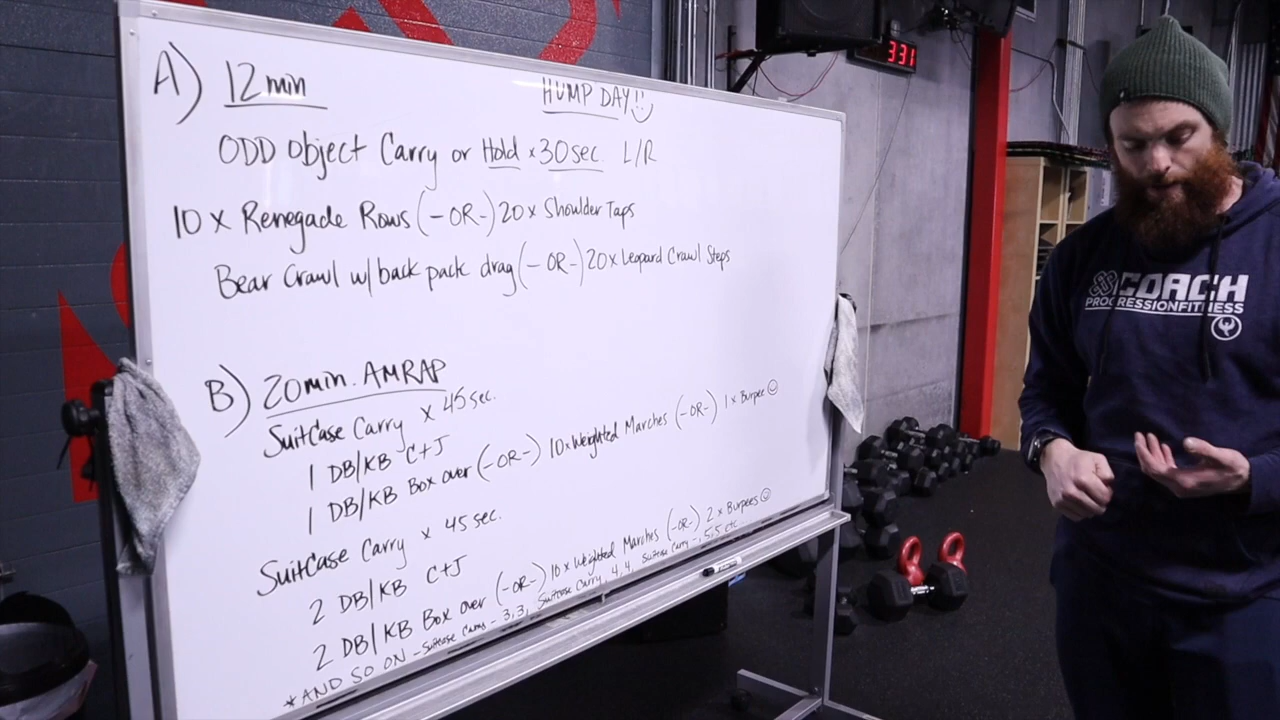 A) 12 min
HUMP DAY!!
ODD Object Carry or Hold x 30 sec. L/R
10 x Renegade Rows (-OR-) 20 x Shoulder Taps
Bear Crawl w/back pack drag (-OR-) 20 x Leopard Crawl Steps
B) 20 min. AMRAP
Suitcase Carry x 45 sec.
1 DB/KB C+J
1 DB/KB Box over (-OR-) 10 x Weighted Marches (-OR-) 1 x Burpee
Suitcase Carry x 45 sec.
2 DB/KB C+J
2 DB/KB Box over (-OR-) 10 x Weighted Marches (-OR-) 2 x Burpees
*AND SO ON - Suitcase Carry - 3,3, Suitcase Carry, 4,4, Suitcase Carry -, 5,5 etc.
331
COACH
PROGRESSIONFITNESS